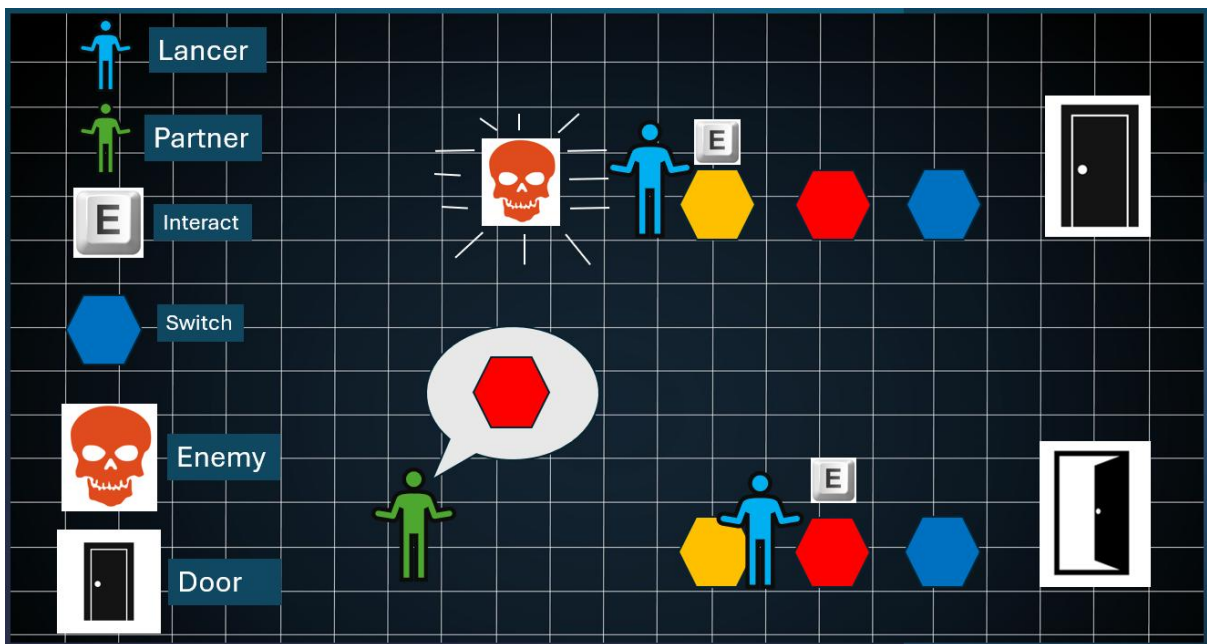 Lancer
Partner
E
Interact
Switch
Enemy
Door
E
E